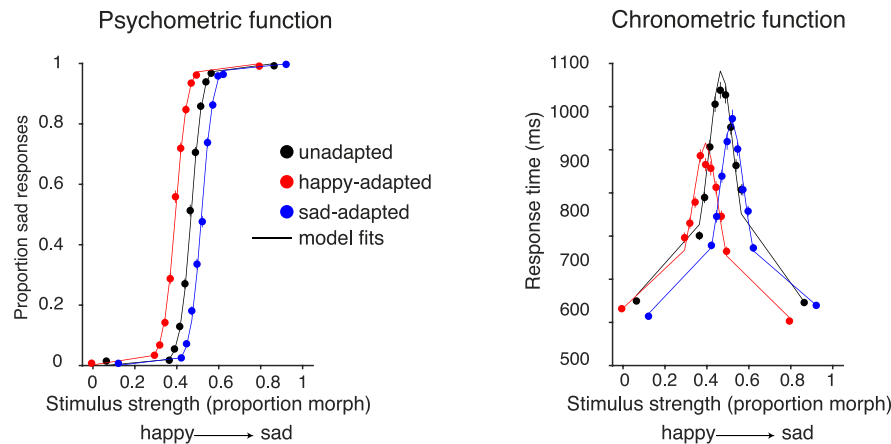 Psychometric function
Proportion sad responses
1
0.8
0.6
0.4
0.2
0
0 0.2 0.4 0.6 0.8 1
Stimulus strength (proportion morph)
happy sad
unadapted
happy-adapted
sad-adapted
model fits
Chronometric function
Response time (ms)
1100
1000
900
800
700
600
500
0 0.2 0.4 0.6 0.8 1
Stimulus strength (proportion morph)
happy sad